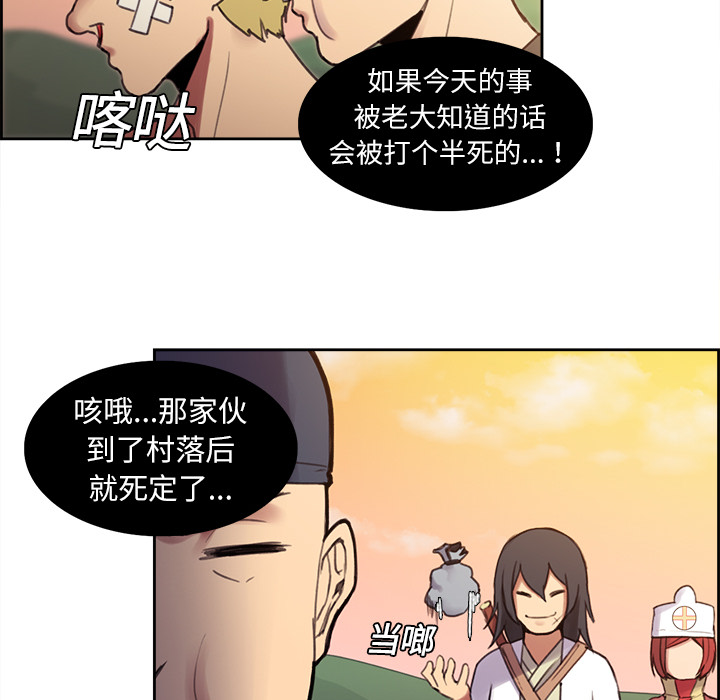 喀哒
如果今天的事
被老大知道的话
会被打个半死的...！
咳哦...那家伙
到了村落后
就死定了...
当啷